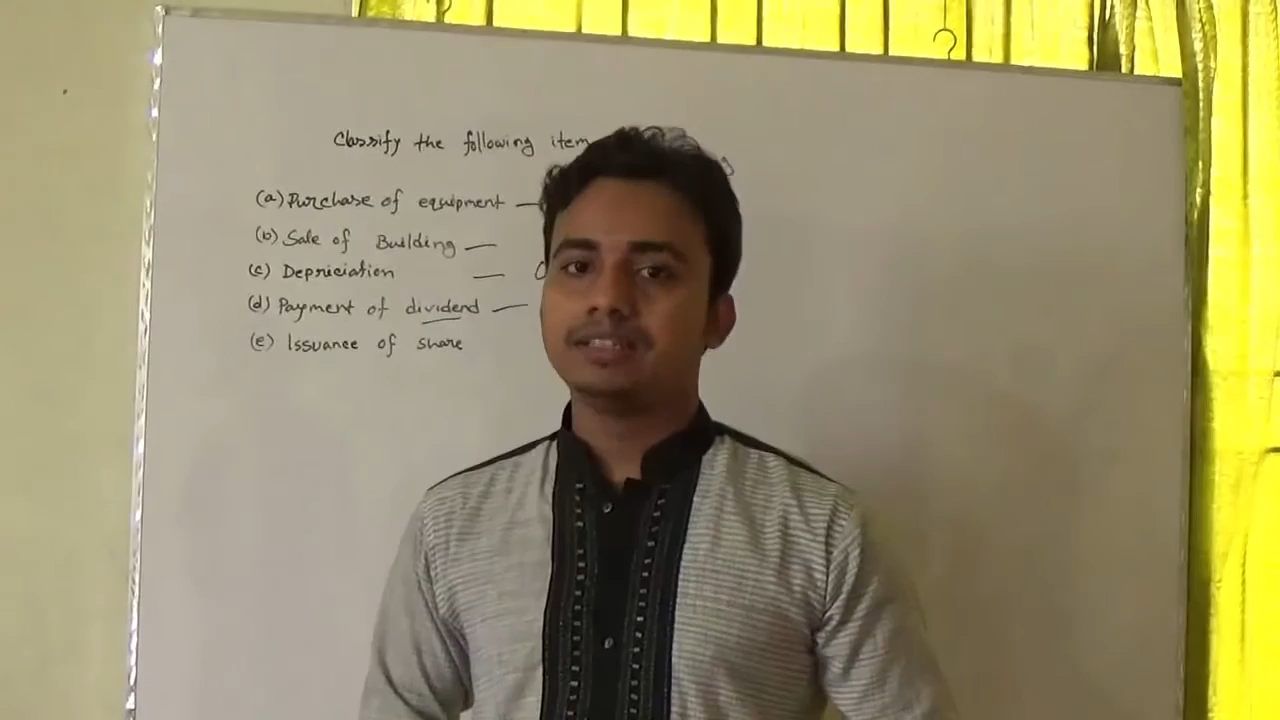 Classify the following item
(a) Purchase of equipment —
(b) Sale of Building —
(c) Depriciation — O
(d) Payment of dividend —
(e) Issuance of share